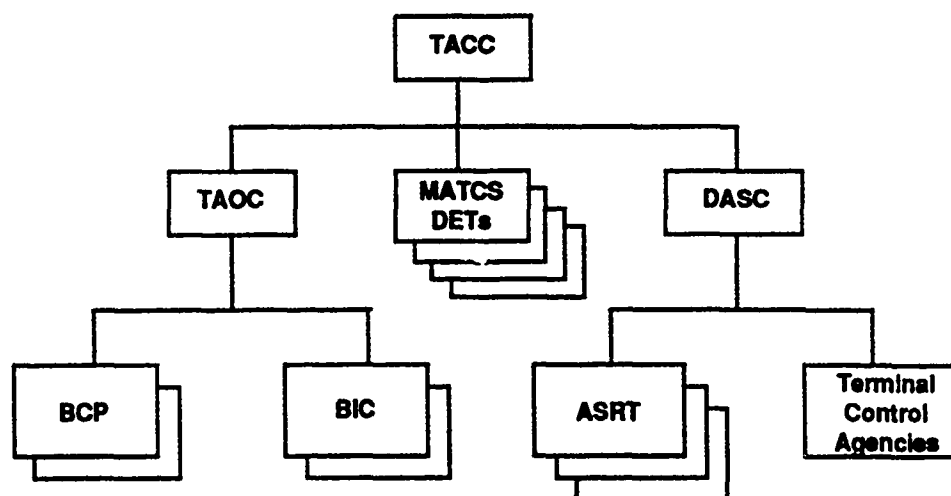 TACC
TAOC
MATCS
DETs
DASC
BCP
BIC
ASRT
Terminal
Control
Agencies